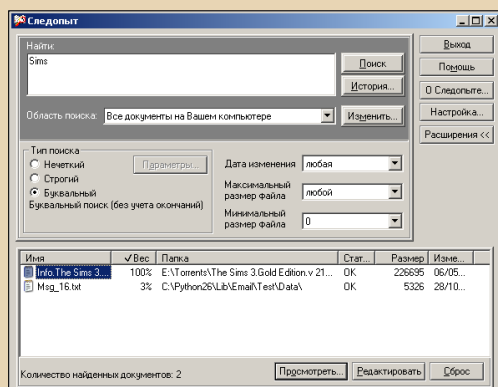 Следопыт
Найти:
Sims
Поиск
История...
Область поиска: Все документы на Вашем компьютере Изменить...
Выход
Помощь
О Следопыте...
Настройка...
Расширения <<
Тип поиска
Нечеткий Параметры...
Строгий
Буквальный
Буквальный поиск (без учета окончаний)
Дата изменения любая
Максимальный размер файла любой
Минимальный размер файла 0
Имя Вес Папка Стат... Размер Изме...
Info.The Sims 3.... 100% E:\Torrents\The Sims 3.Gold Edition.v 21... OK 226695 06/05...
Msg_16.txt 3% C:\Python26\Lib\Email\Test\Data\ OK 5326 28/10...
Количество найденных документов: 2 Просмотреть... Редактировать Сброс